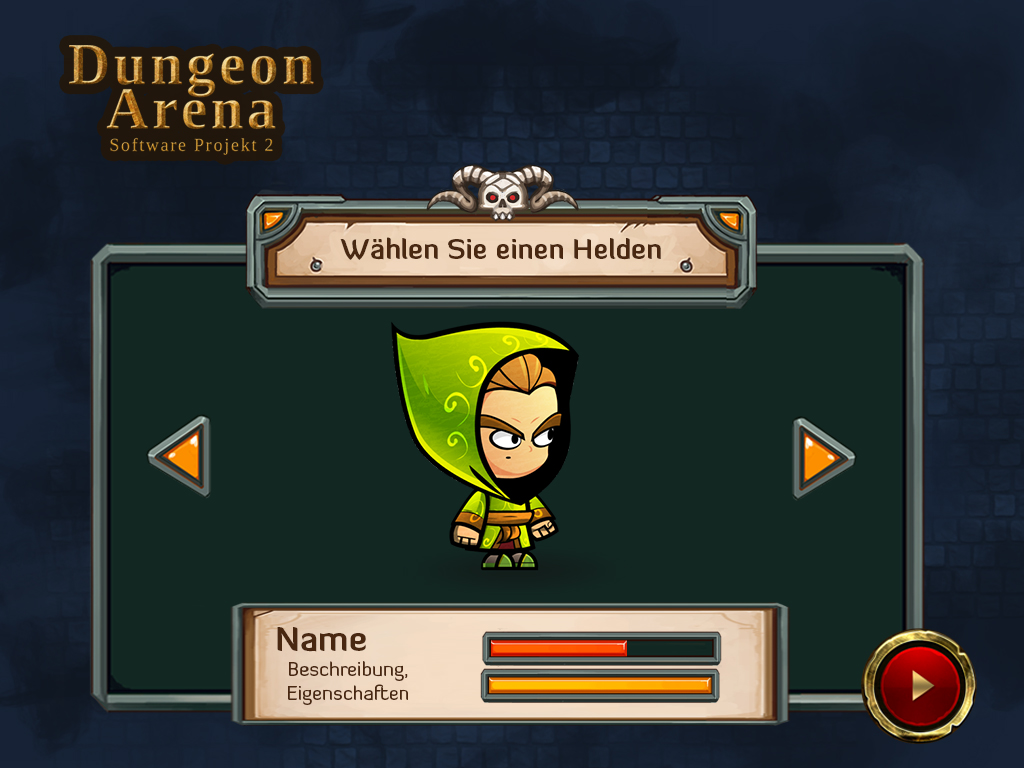 Dungeon
Arena
Software Projekt 2
Wählen Sie einen Helden
Name
Beschreibung,
Eigenschaften